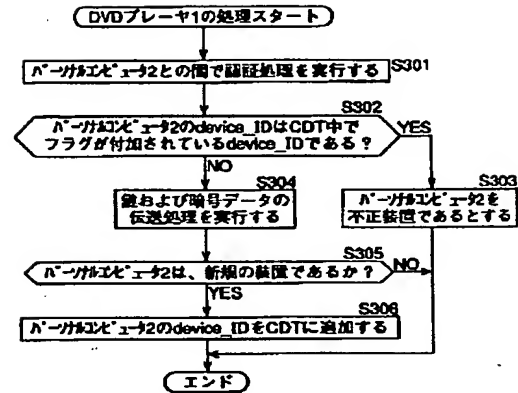 DVDプレーヤ1の処理スタート
パーソナルコンピュータ2との間で認証処理を実行する
S301
S302
パーソナルコンピュータ2のdevice_IDはCDT中で
フラグが付加されているdevice_IDである？
YES
NO
S304
鍵および暗号データの
伝送処理を実行する
S303
パーソナルコンピュータ2を
不正装置であるとする
S305
パーソナルコンピュータ2は、新規の装置であるか？
NO
YES
S306
パーソナルコンピュータ2のdevice_IDをCDTに追加する
エンド